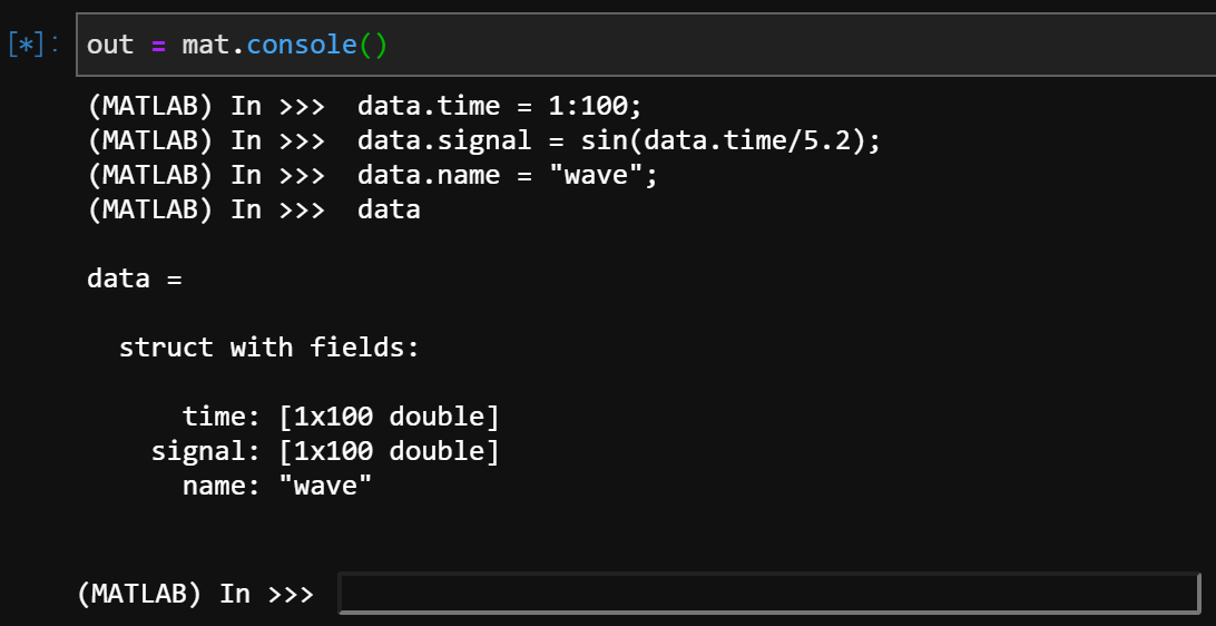 [*]: out = mat.console()
(MATLAB) In >>>  data.time = 1:100;
(MATLAB) In >>>  data.signal = sin(data.time/5.2);
(MATLAB) In >>>  data.name = "wave";
(MATLAB) In >>>  data
data =
struct with fields:
time: [1x100 double]
signal: [1x100 double]
name: "wave"
(MATLAB) In >>>